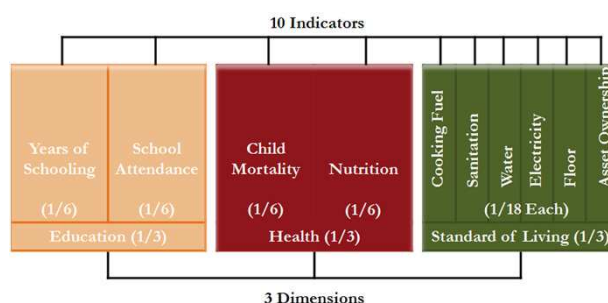 10 Indicators
Years of
Schooling
(1/6)
School
Attendance
(1/6)
Education (1/3)
Child
Mortality
(1/6)
Nutrition
(1/6)
Health (1/3)
Cooking Fuel
Sanitation
Water
Electricity
Floor
Asset Ownership
(1/18 Each)
Standard of Living (1/3)
3 Dimensions